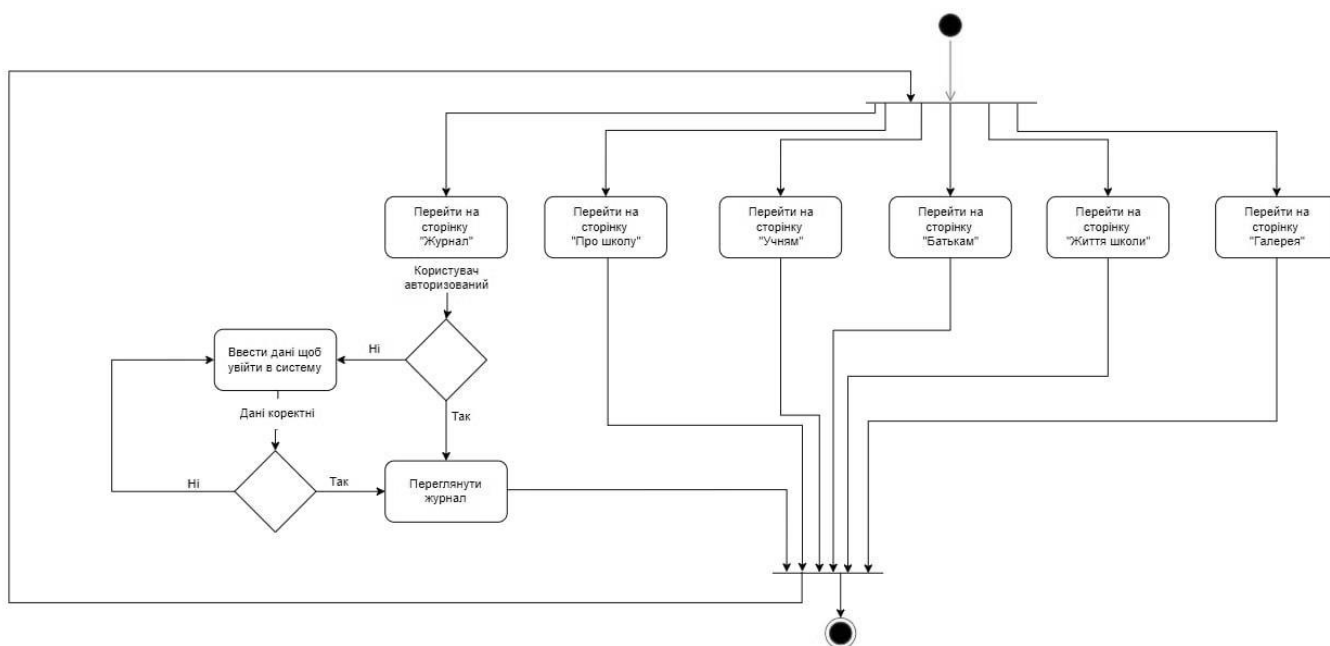 Перейти на
сторінку
"Журнал"
Перейти на
сторінку
"Про школу"
Перейти на
сторінку
"Учням"
Перейти на
сторінку
"Батькам"
Перейти на
сторінку
"Життя школи"
Перейти на
сторінку
"Галерея"
Користувач
авторизований
Ввести дані щоб
увійти в систему
Ні
Так
Дані коректні
Ні
Так
Переглянути
журнал